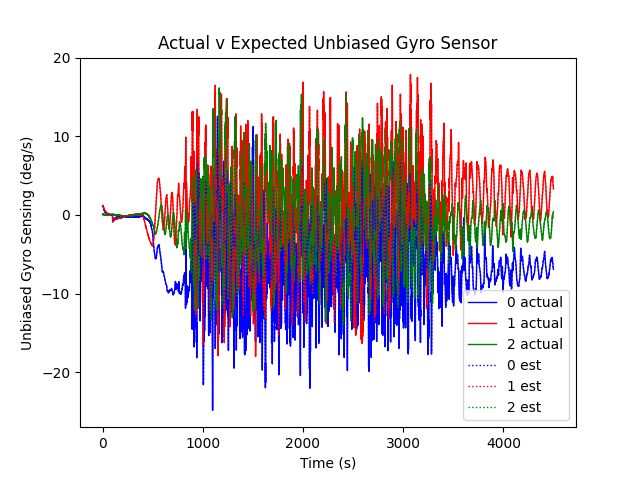 Actual v Expected Unbiased Gyro Sensor
Unbiased Gyro Sensing (deg/s)
20
10
0
−10
−20
0 actual
1 actual
2 actual
0 est
1 est
2 est
0
1000
2000
3000
4000
Time (s)